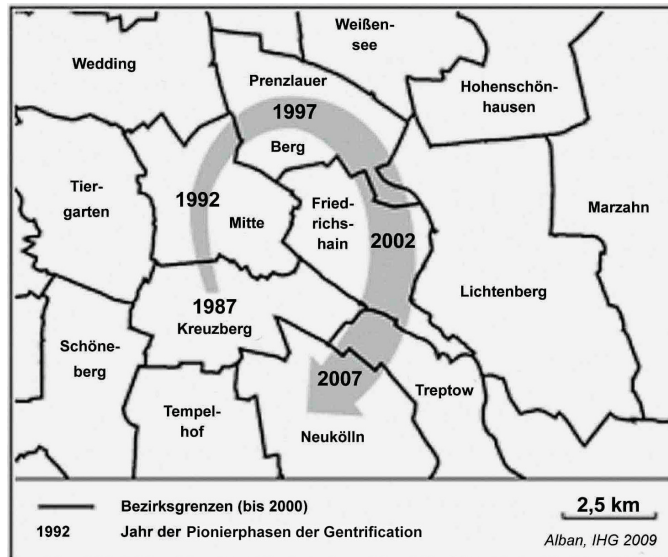 Weißen-
see
Wedding
Prenzlauer
Hohenschön-
hausen
1997
Berg
Tier-
garten
1992
Mitte
Fried-
richs-
hain
2002
Marzahn
Lichtenberg
1987
Kreuzberg
Schöne-
berg
2007
Treptow
Tempel-
hof
Neukölln
Bezirksgrenzen (bis 2000)
2,5 km
1992 Jahr der Pionierphasen der Gentrification
Alban, IHG 2009